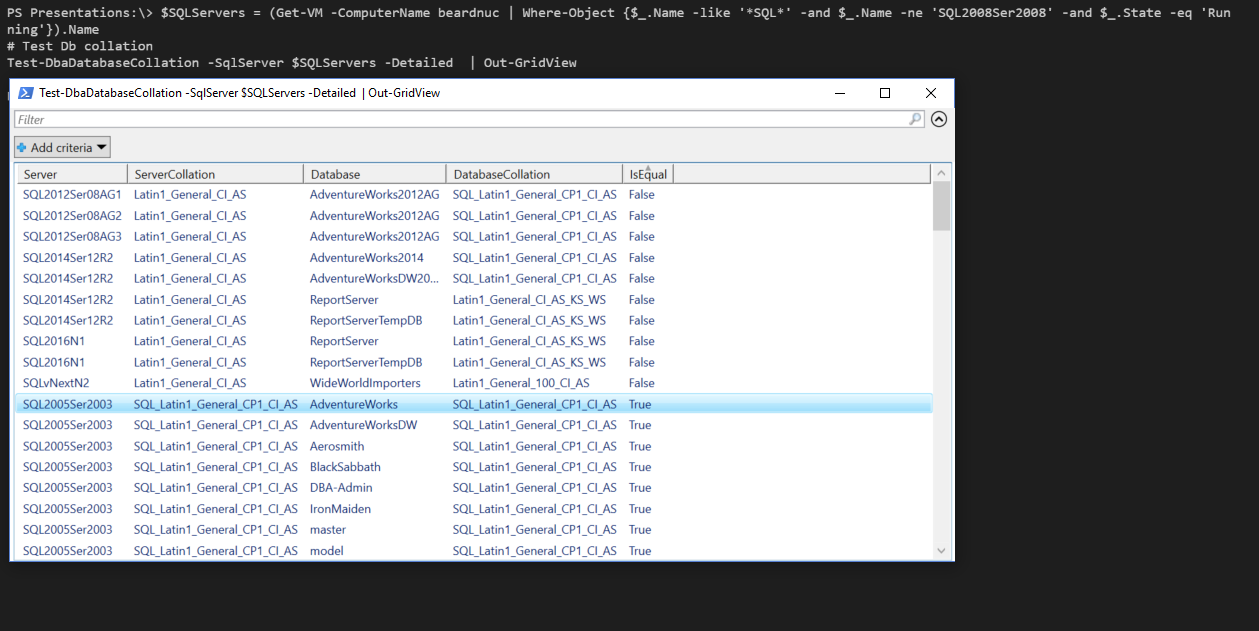 PS Presentations:\> $SQLServers = (Get-VM -ComputerName beardnuc | Where-Object {$_.Name -like '*SQL*' -and $_.Name -ne 'SQL2008Ser2008' -and $_.State -eq 'Run
ning'}).Name
# Test Db collation
Test-DbaDatabaseCollation -SqlServer $SQLServers -Detailed  | Out-GridView
Test-DbaDatabaseCollation -SqlServer $SQLServers -Detailed  | Out-GridView
Filter
Add criteria
Server ServerCollation Database DatabaseCollation IsEqual
SQL2012Ser08AG1 Latin1_General_CI_AS AdventureWorks2012AG SQL_Latin1_General_CP1_CI_AS False
SQL2012Ser08AG2 Latin1_General_CI_AS AdventureWorks2012AG SQL_Latin1_General_CP1_CI_AS False
SQL2012Ser08AG3 Latin1_General_CI_AS AdventureWorks2012AG SQL_Latin1_General_CP1_CI_AS False
SQL2014Ser12R2 Latin1_General_CI_AS AdventureWorks2014 SQL_Latin1_General_CP1_CI_AS False
SQL2014Ser12R2 Latin1_General_CI_AS AdventureWorksDW20... SQL_Latin1_General_CP1_CI_AS False
SQL2014Ser12R2 Latin1_General_CI_AS ReportServer Latin1_General_CI_AS_KS_WS False
SQL2014Ser12R2 Latin1_General_CI_AS ReportServerTempDB Latin1_General_CI_AS_KS_WS False
SQL2016N1 Latin1_General_CI_AS ReportServer Latin1_General_CI_AS_KS_WS False
SQL2016N1 Latin1_General_CI_AS ReportServerTempDB Latin1_General_CI_AS_KS_WS False
SQLvNextN2 Latin1_General_CI_AS WideWorldImporters Latin1_General_100_CI_AS False
SQL2005Ser2003 SQL_Latin1_General_CP1_CI_AS AdventureWorks SQL_Latin1_General_CP1_CI_AS True
SQL2005Ser2003 SQL_Latin1_General_CP1_CI_AS AdventureWorksDW SQL_Latin1_General_CP1_CI_AS True
SQL2005Ser2003 SQL_Latin1_General_CP1_CI_AS Aerosmith SQL_Latin1_General_CP1_CI_AS True
SQL2005Ser2003 SQL_Latin1_General_CP1_CI_AS BlackSabbath SQL_Latin1_General_CP1_CI_AS True
SQL2005Ser2003 SQL_Latin1_General_CP1_CI_AS DBA-Admin SQL_Latin1_General_CP1_CI_AS True
SQL2005Ser2003 SQL_Latin1_General_CP1_CI_AS IronMaiden SQL_Latin1_General_CP1_CI_AS True
SQL2005Ser2003 SQL_Latin1_General_CP1_CI_AS master SQL_Latin1_General_CP1_CI_AS True
SQL2005Ser2003 SQL_Latin1_General_CP1_CI_AS model SQL_Latin1_General_CP1_CI_AS True